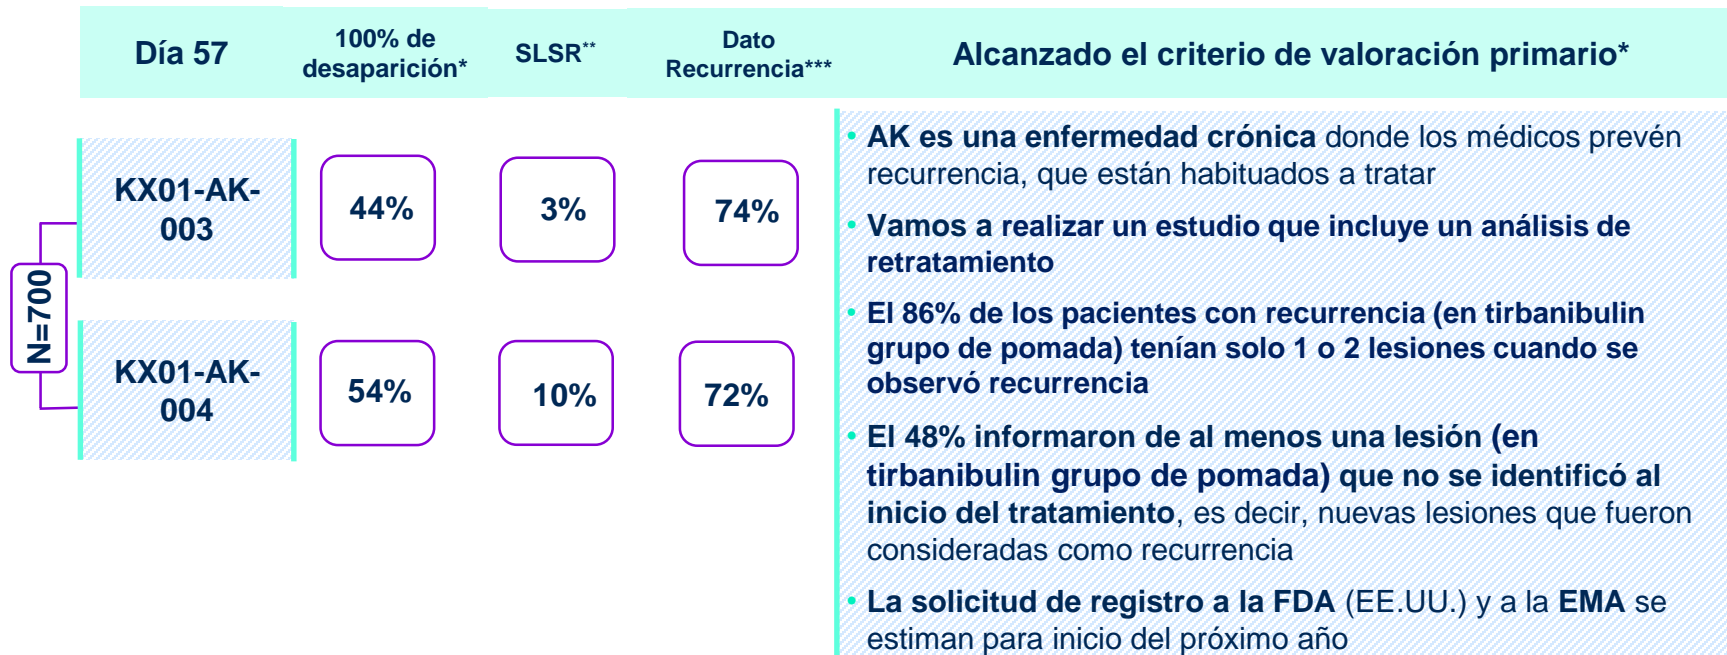 Día 57
100% de
desaparición*
SLSR**
Dato
Recurrencia***
Alcanzado el criterio de valoración primario*
N=700
KX01-AK-
003
44%
3%
74%
KX01-AK-
004
54%
10%
72%
• AK es una enfermedad crónica donde los médicos prevén
recurrencia, que están habituados a tratar
• Vamos a realizar un estudio que incluye un análisis de
retratamiento
• El 86% de los pacientes con recurrencia (en tirbanibulin
grupo de pomada) tenían solo 1 o 2 lesiones cuando se
observó recurrencia
• El 48% informaron de al menos una lesión (en
tirbanibulin grupo de pomada) que no se identificó al
inicio del tratamiento, es decir, nuevas lesiones que fueron
consideradas como recurrencia
• La solicitud de registro a la FDA (EE.UU.) y a la EMA se
estiman para inicio del próximo año